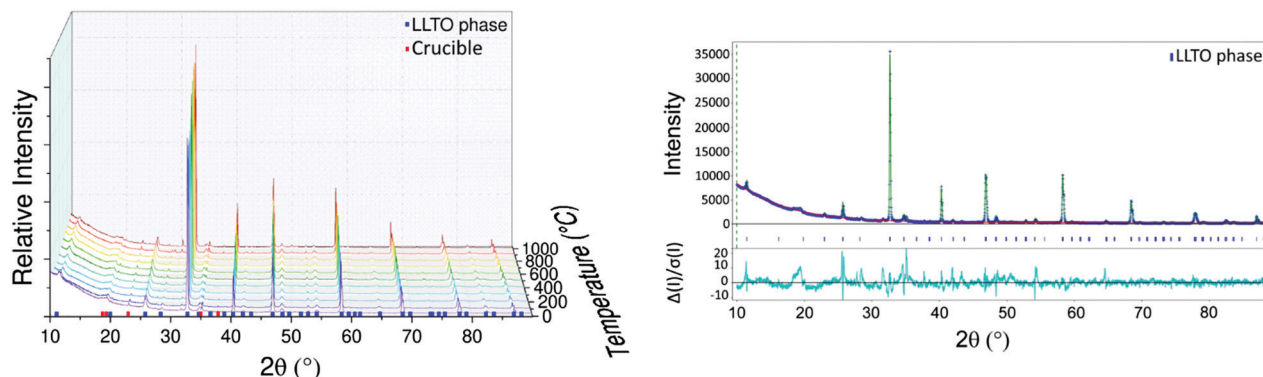 LLTO phase
Crucible
Relative Intensity
1000
800
600
400
200
0
Temperature (°C)
10 20 30 40 50 60 70 80
2θ (°)
LLTO phase
Intensity
35000
30000
25000
20000
15000
10000
5000
0
Δ(I)/σ(I)
20
10
0
-10
10 20 30 40 50 60 70 80
2θ (°)